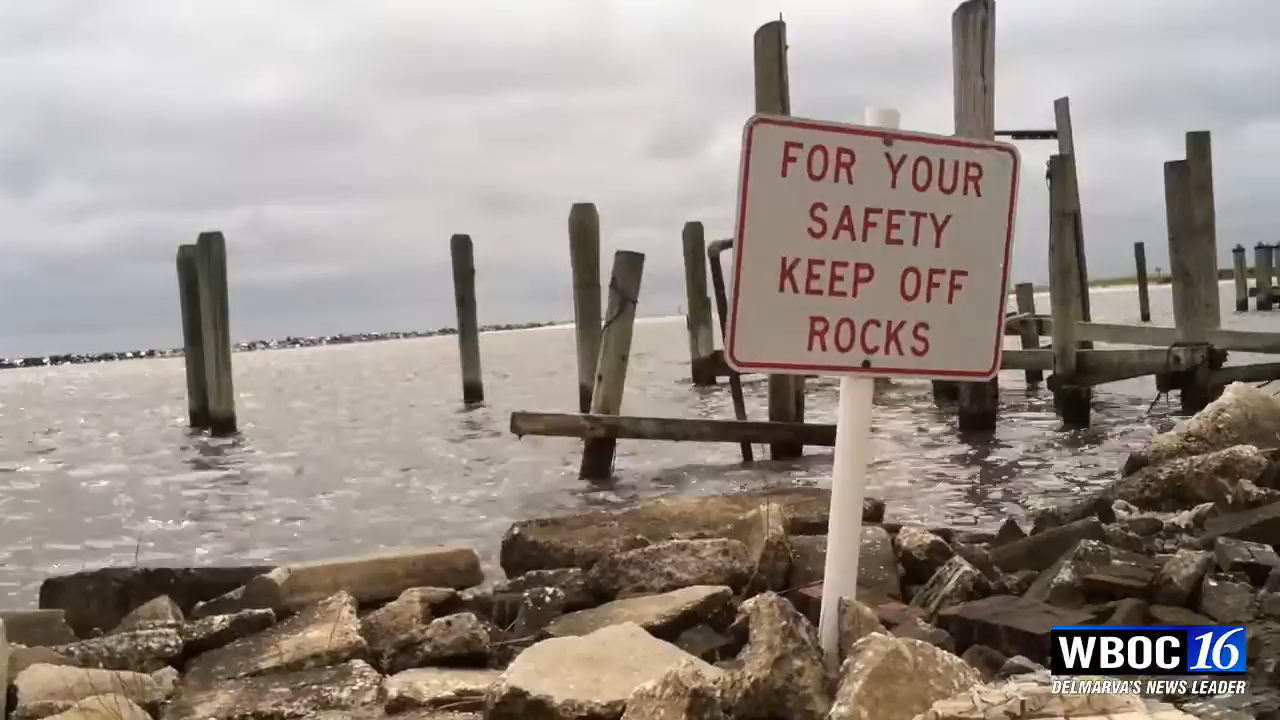 FOR YOUR
SAFETY
KEEP OFF
ROCKS
WBOC 16
DELMARVA'S NEWS LEADER